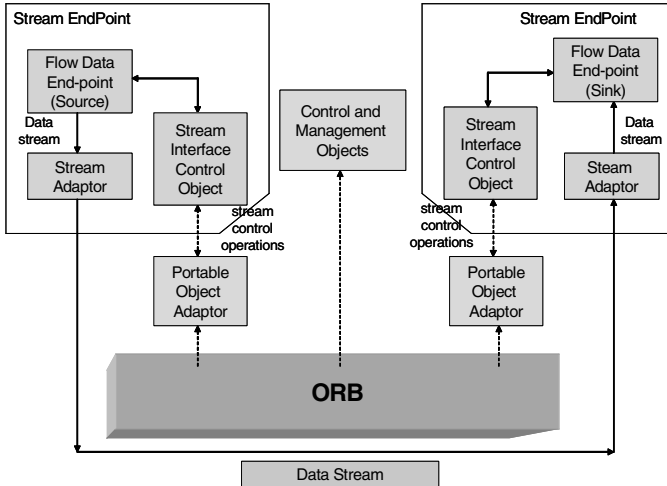 Stream EndPoint
Flow Data
End-point
(Source)
Data
stream
Stream
Adaptor
Stream
Interface
Control
Object
stream
control
operations
Portable
Object
Adaptor
Control and
Management
Objects
Stream EndPoint
Flow Data
End-point
(Sink)
Data
stream
Steam
Adaptor
Stream
Interface
Control
Object
stream
control
operations
Portable
Object
Adaptor
ORB
Data Stream